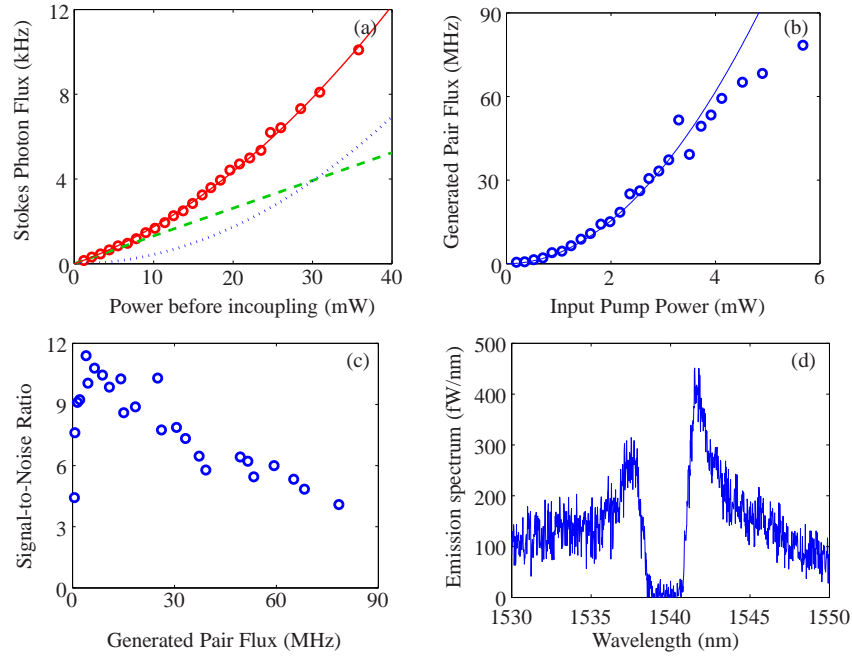 12
8
4
0
Stokes Photon Flux (kHz)
(a)
0 10 20 30 40
Power before incoupling (mW)
90
60
30
0
Generated Pair Flux (MHz)
(b)
0 2 4 6
Input Pump Power (mW)
12
9
6
3
0
Signal-to-Noise Ratio
(c)
0 30 60 90
Generated Pair Flux (MHz)
500
400
300
200
100
0
Emission spectrum (fW/nm)
(d)
1530 1535 1540 1545 1550
Wavelength (nm)